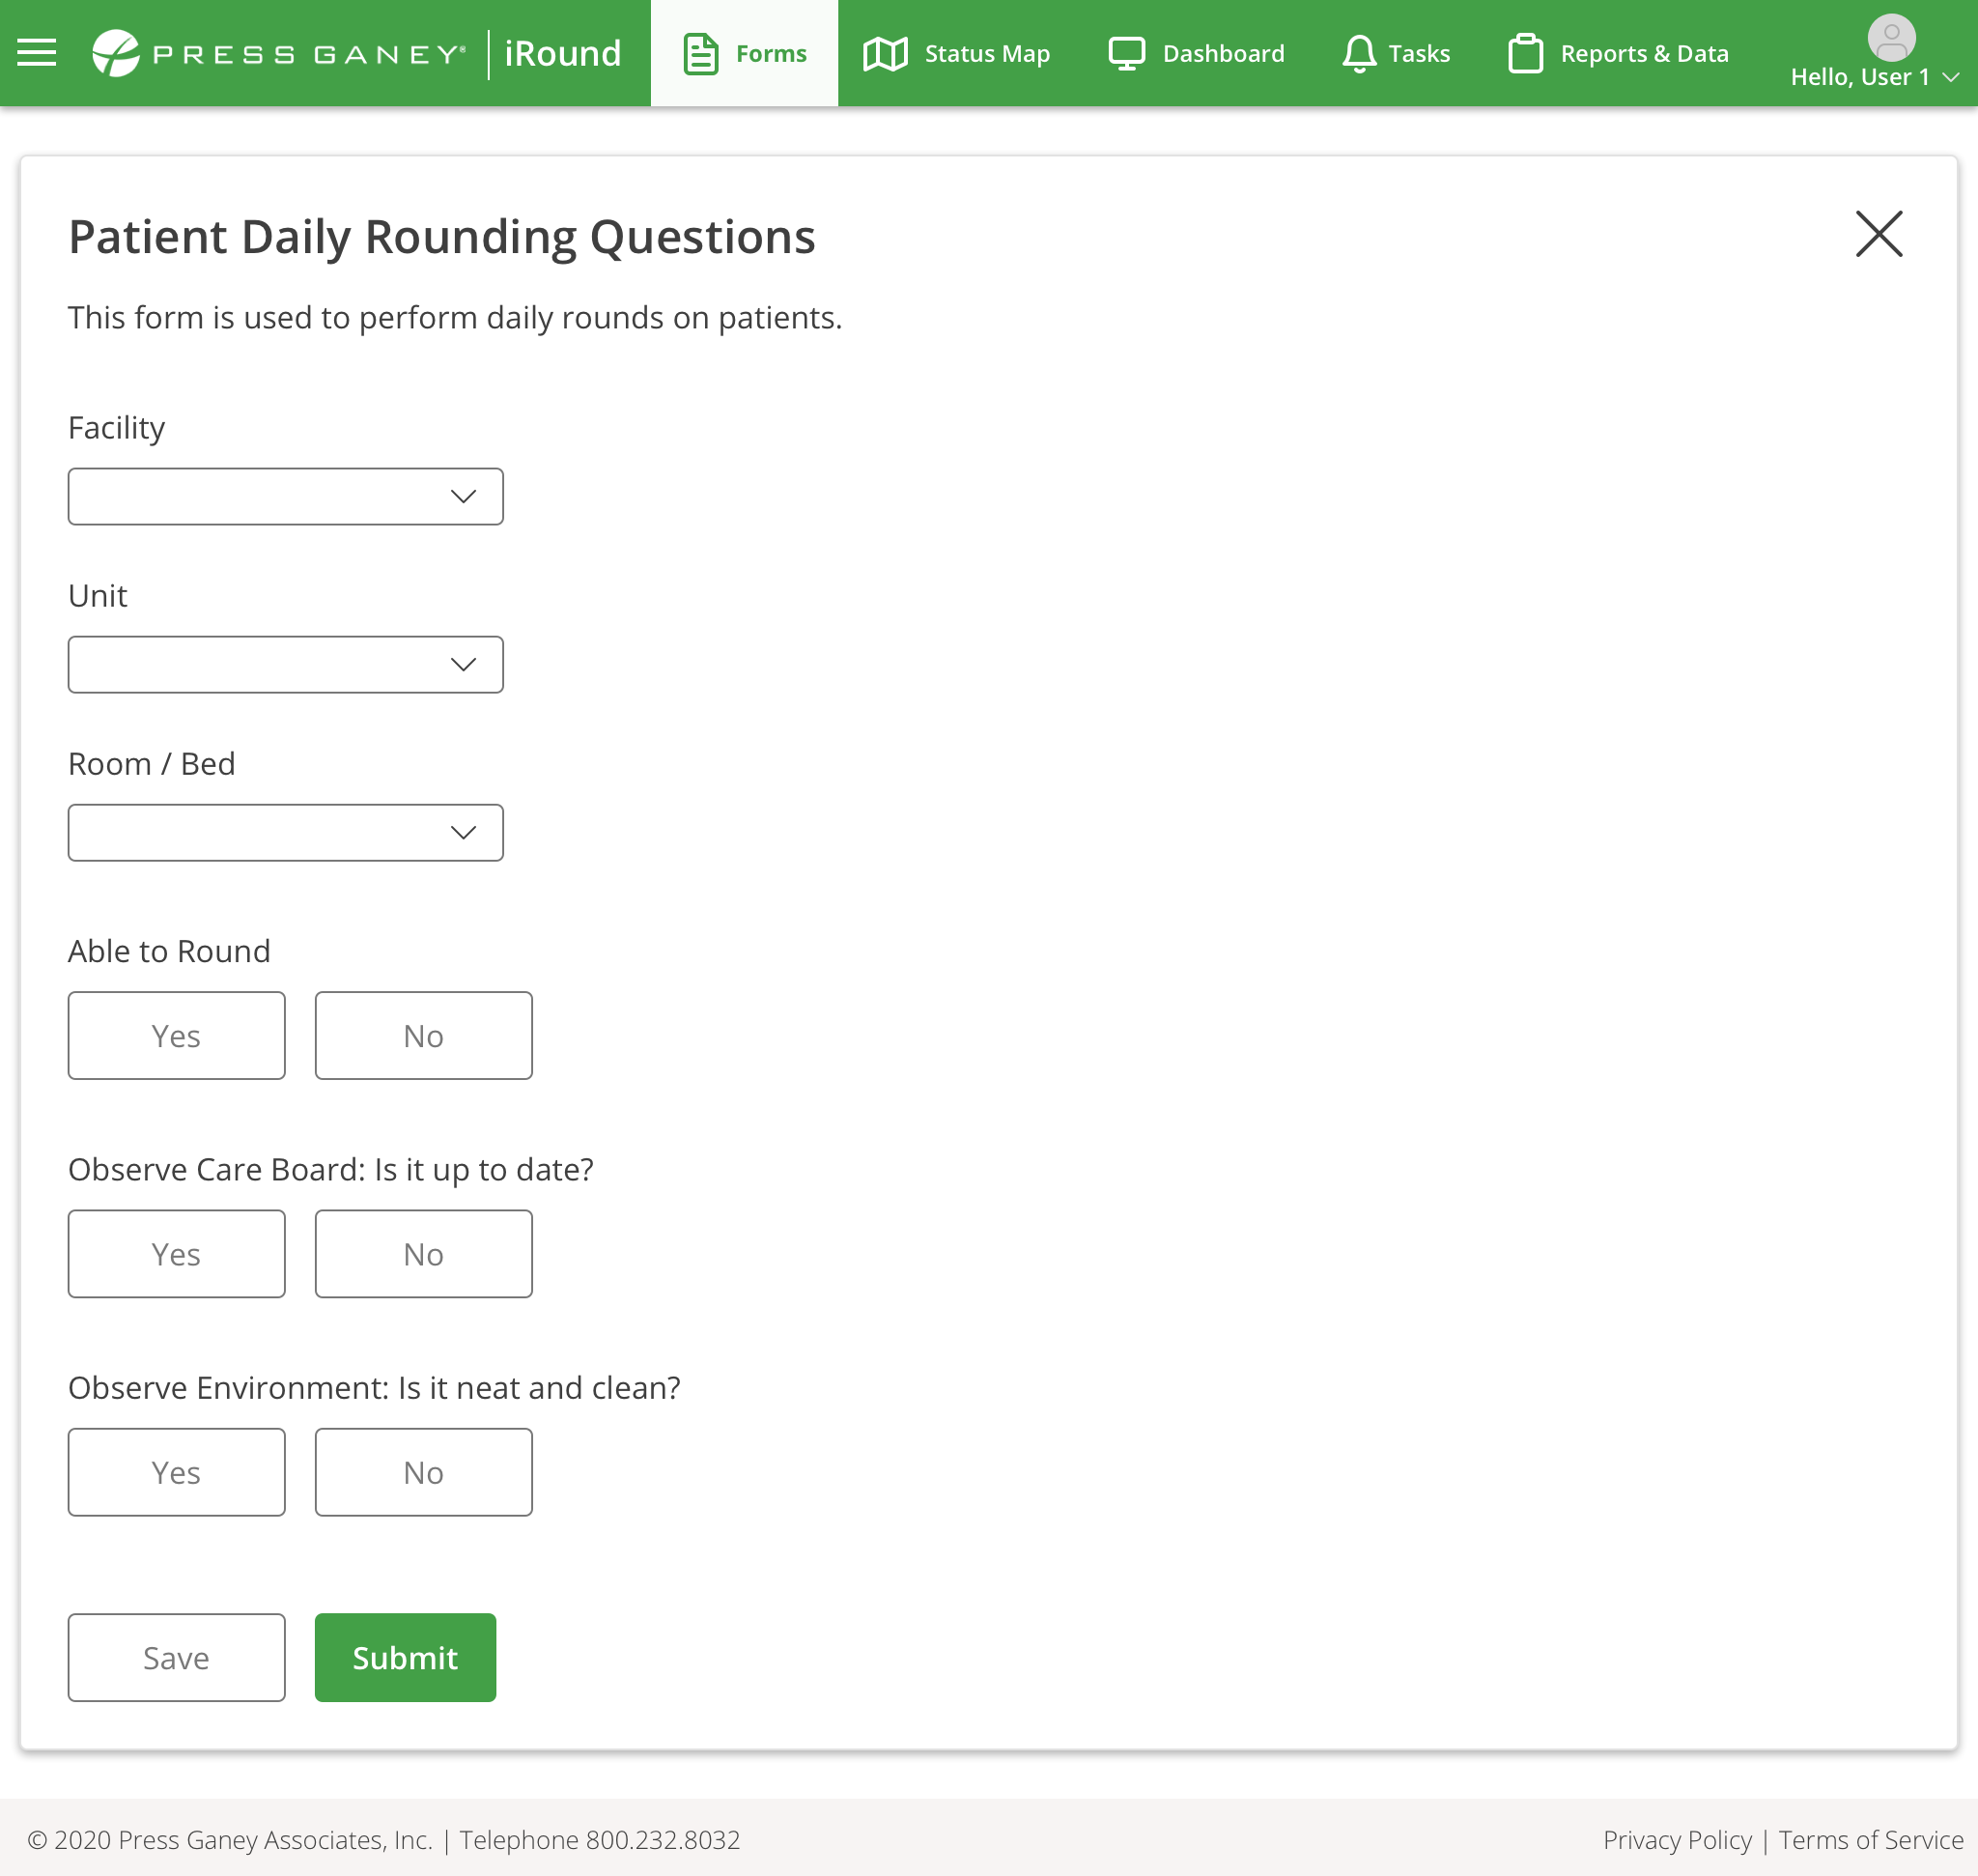 PRESS GANEY® | iRound
Forms
Status Map
Dashboard
Tasks
Reports & Data
Hello, User 1
Patient Daily Rounding Questions
This form is used to perform daily rounds on patients.
Facility
Unit
Room / Bed
Able to Round
Yes No
Observe Care Board: Is it up to date?
Yes No
Observe Environment: Is it neat and clean?
Yes No
Save Submit
© 2020 Press Ganey Associates, Inc. | Telephone 800.232.8032
Privacy Policy | Terms of Service